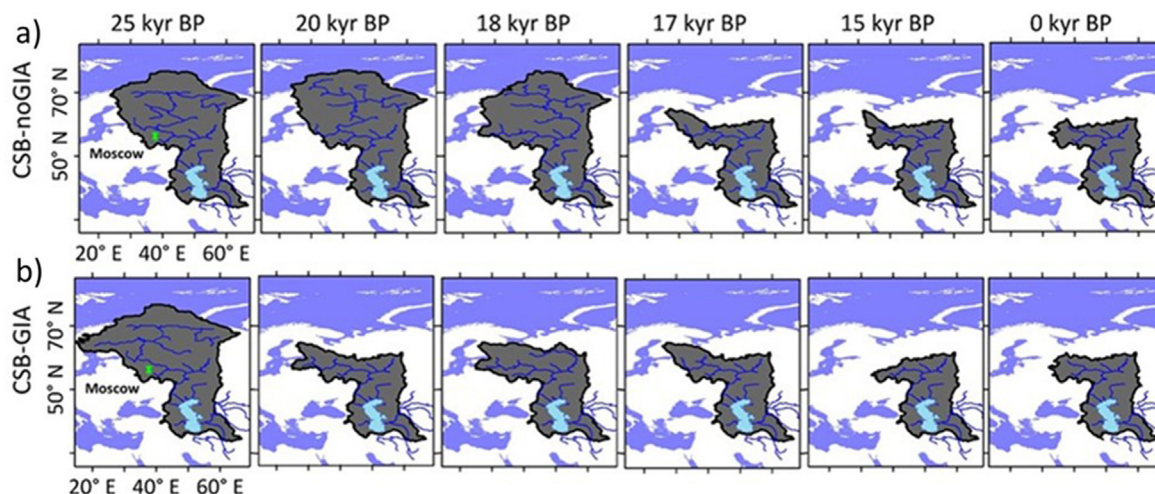 25 kyr BP 20 kyr BP 18 kyr BP 17 kyr BP 15 kyr BP 0 kyr BP
a)
CSB-noGIA
70° N
50° N
Moscow
20° E 40° E 60° E
b)
CSB-GIA
70° N
50° N
Moscow
20° E 40° E 60° E